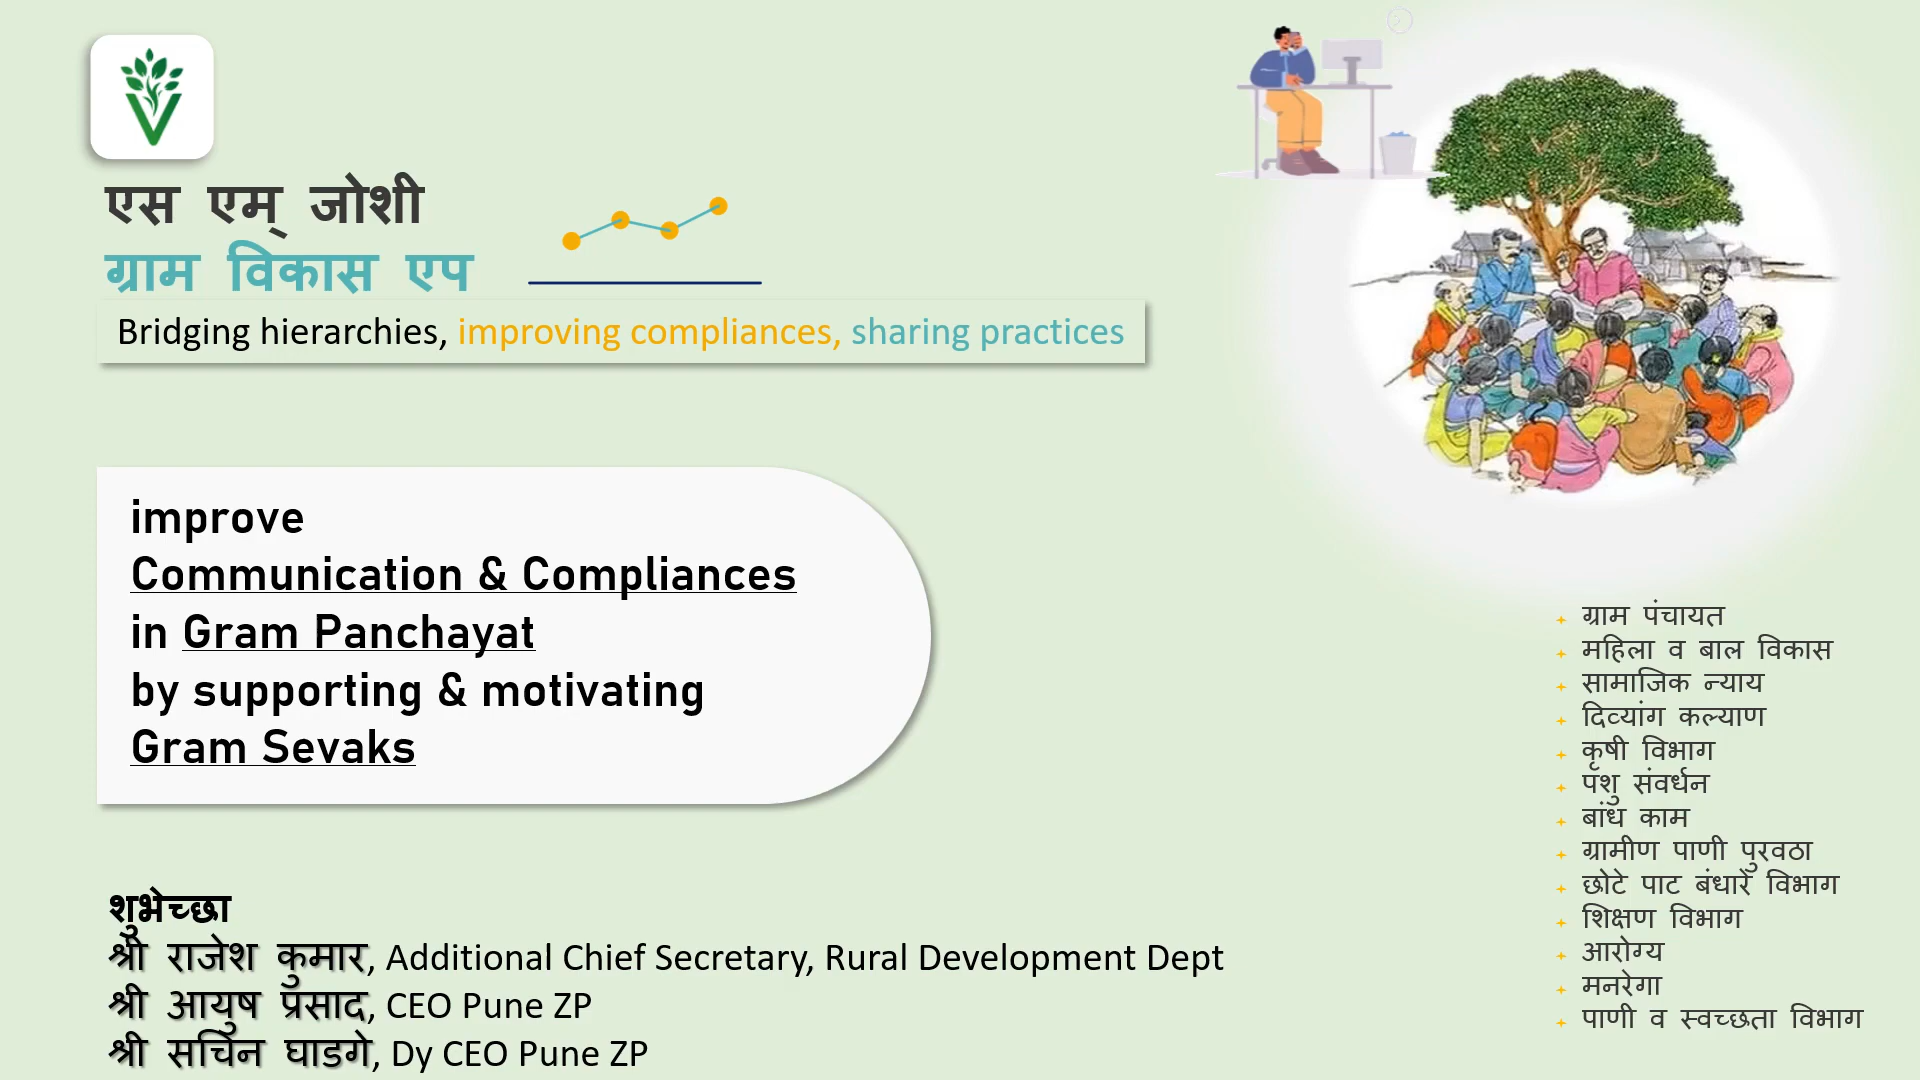 एस एम् जोशी
ग्राम विकास एप
Bridging hierarchies, improving compliances, sharing practices
improve
Communication & Compliances
in Gram Panchayat
by supporting & motivating
Gram Sevaks
शुभेच्छा
श्री राजेश कुमार, Additional Chief Secretary, Rural Development Dept
श्री आयुष प्रसाद, CEO Pune ZP
श्री सचिन घाडगे, Dy CEO Pune ZP
ग्राम पंचायत
महिला व बाल विकास
सामाजिक न्याय
दिव्यांग कल्याण
कृषी विभाग
पशु संवर्धन
बांध काम
ग्रामीण पाणी पुरवठा
छोटे पाट बंधारे विभाग
शिक्षण विभाग
आरोग्य
मनरेगा
पाणी व स्वच्छता विभाग